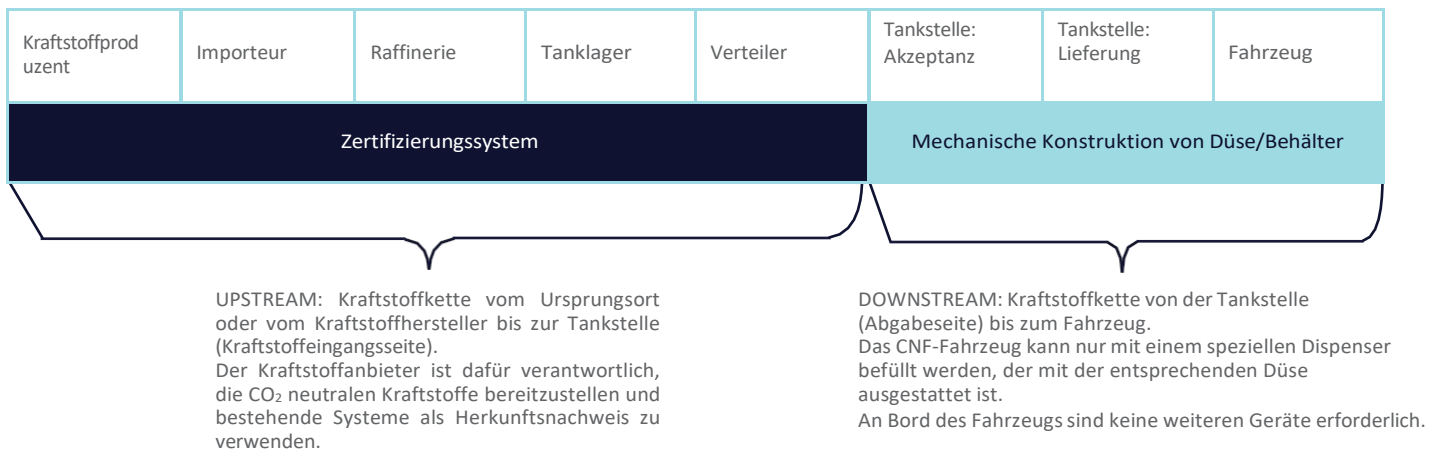 Kraftstoffprod
uzent
Importeur
Raffinerie
Tanklager
Verteiler
Tankstelle:
Akzeptanz
Tankstelle:
Lieferung
Fahrzeug
Zertifizierungssystem
Mechanische Konstruktion von Düse/Behälter
UPSTREAM: Kraftstoffkette vom Ursprungsort
oder vom Kraftstoffhersteller bis zur Tankstelle
(Kraftstoffeingangsseite).
Der Kraftstoffanbieter ist dafür verantwortlich,
die CO₂ neutralen Kraftstoffe bereitzustellen und
bestehende Systeme als Herkunftsnachweis zu
verwenden.
DOWNSTREAM: Kraftstoffkette von der Tankstelle
(Abgabeseite) bis zum Fahrzeug.
Das CNF-Fahrzeug kann nur mit einem speziellen Dispenser
befüllt werden, der mit der entsprechenden Düse
ausgestattet ist.
An Bord des Fahrzeugs sind keine weiteren Geräte erforderlich.